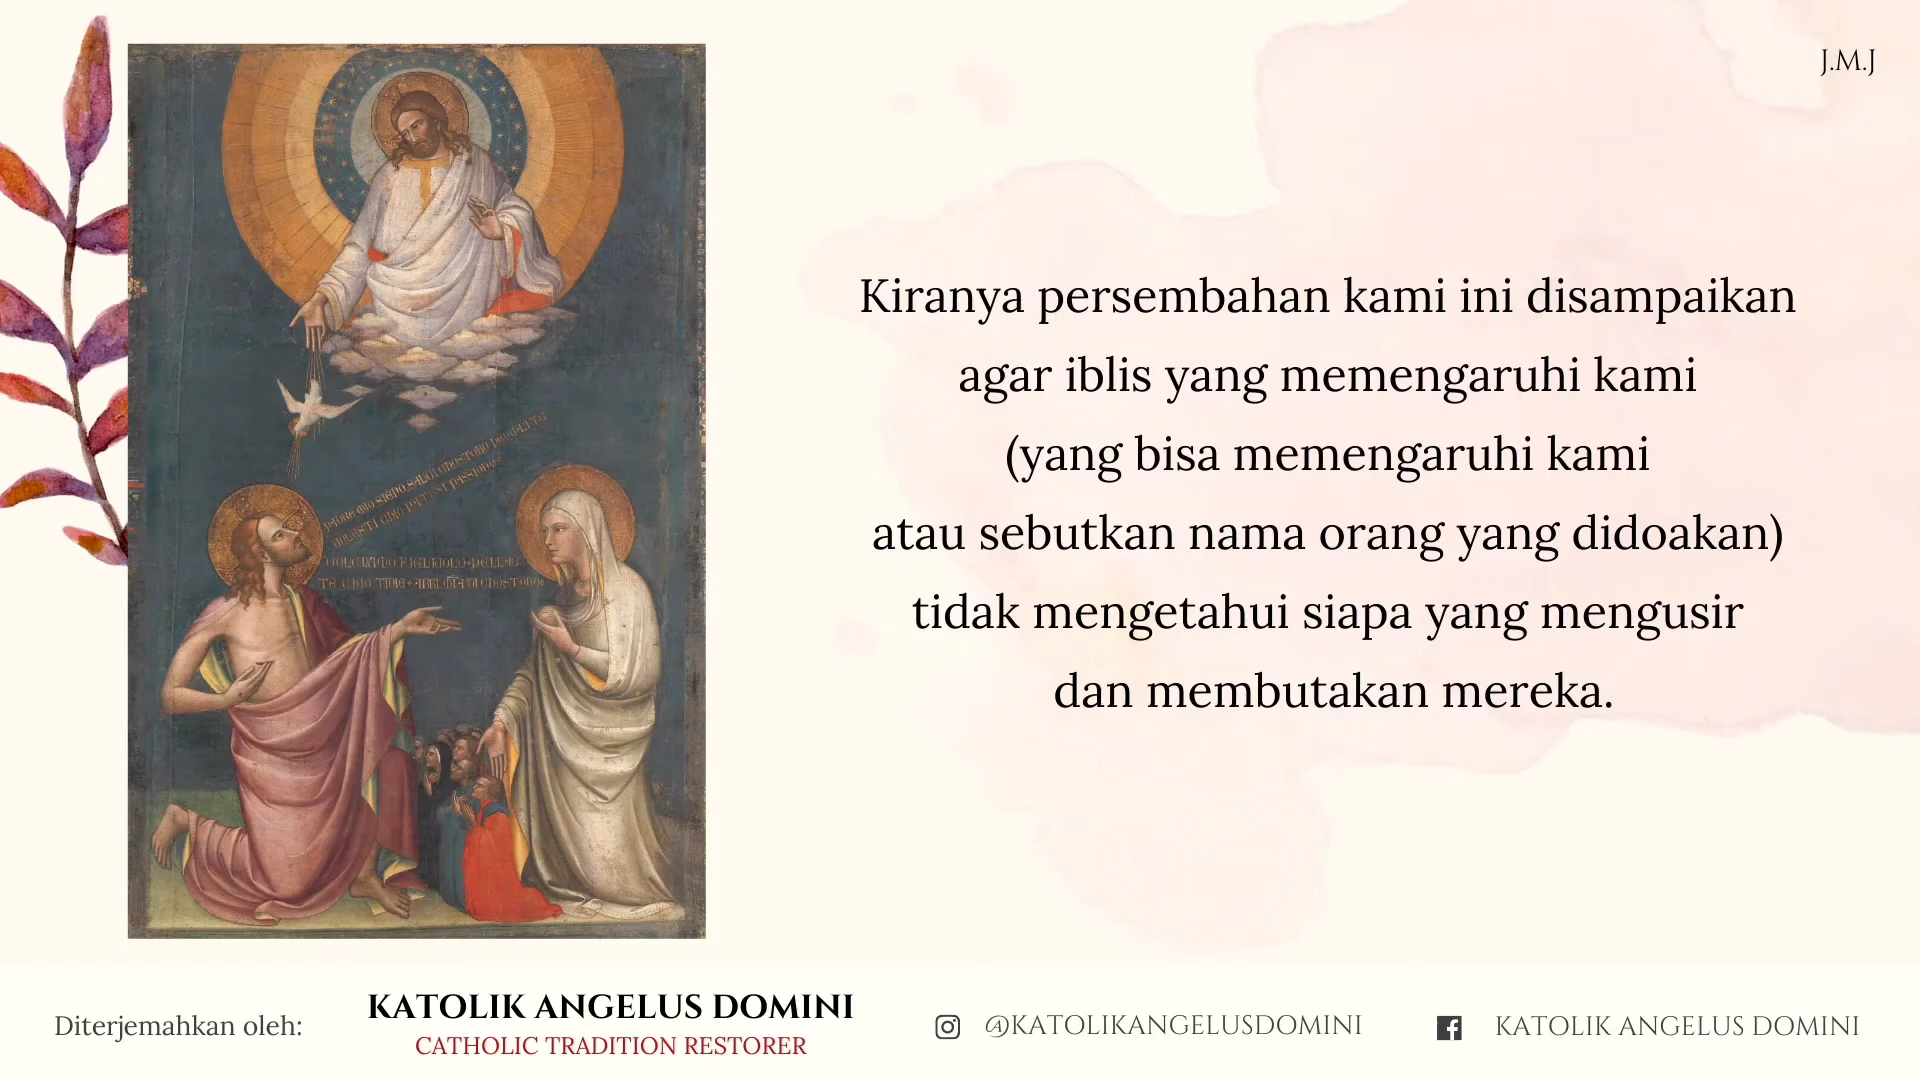 J.M.J
Kiranya persembahan kami ini disampaikan
agar iblis yang memengaruhi kami
(yang bisa memengaruhi kami
atau sebutkan nama orang yang didoakan)
tidak mengetahui siapa yang mengusir
dan membutakan mereka.
Diterjemahkan oleh:
KATOLIK ANGELUS DOMINI
CATHOLIC TRADITION RESTORER
@KATOLIKANGELUSDOMINI
KATOLIK ANGELUS DOMINI